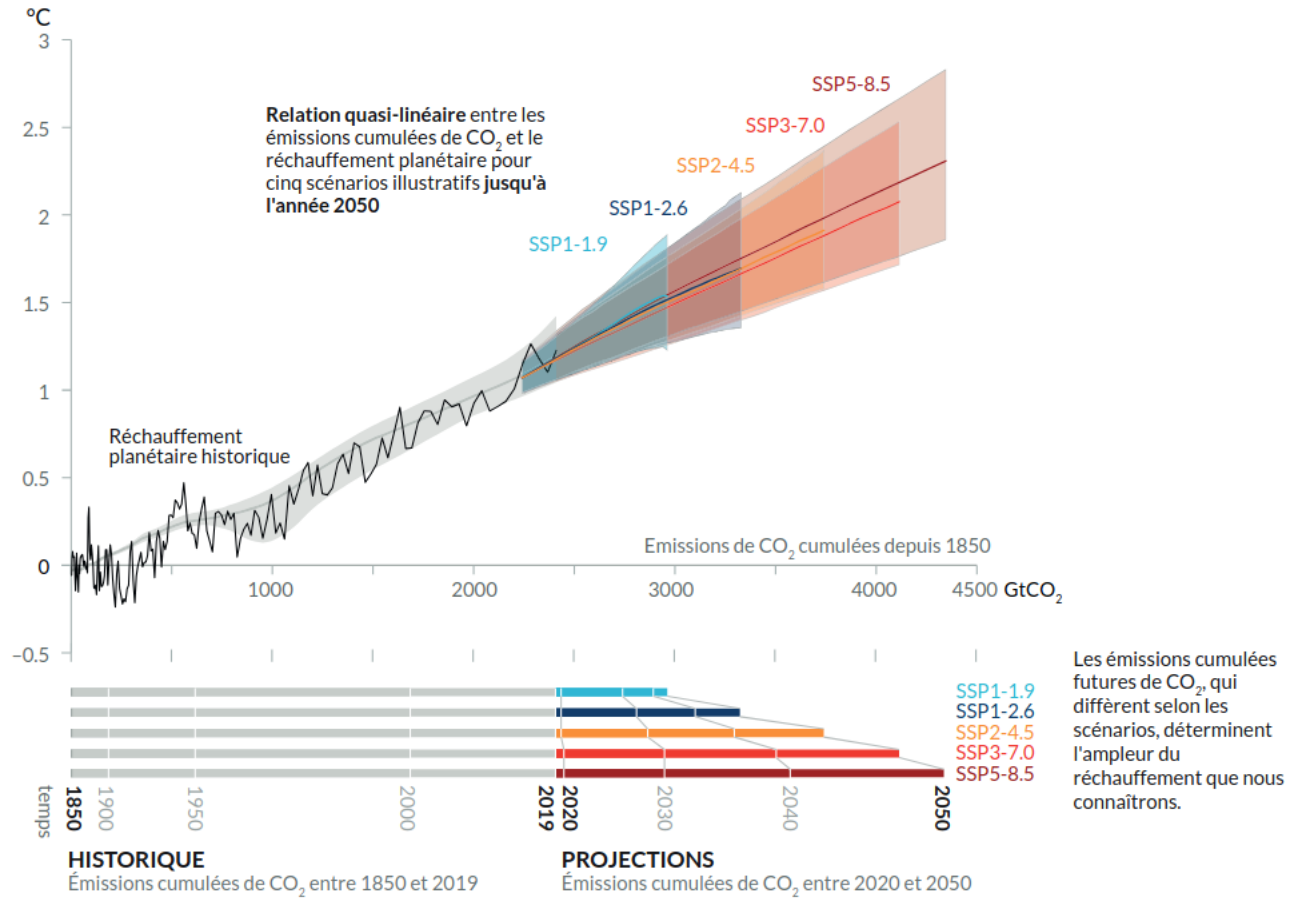 °C
3
2.5
2
1.5
1
0.5
0
−0.5
Relation quasi-linéaire entre les
émissions cumulées de CO₂ et le
réchauffement planétaire pour
cinq scénarios illustratifs jusqu'à
l'année 2050
SSP5-8.5
SSP3-7.0
SSP2-4.5
SSP1-2.6
SSP1-1.9
Réchauffement
planétaire historique
Emissions de CO₂ cumulées depuis 1850
1000
2000
3000
4000
4500 GtCO₂
SSP1-1.9
SSP1-2.6
SSP2-4.5
SSP3-7.0
SSP5-8.5
Les émissions cumulées
futures de CO₂, qui
diffèrent selon les
scénarios, déterminent
l'ampleur du
réchauffement que nous
connaîtrons.
temps
1850
1900
1950
2000
2019
2020
2030
2040
2050
HISTORIQUE
Émissions cumulées de CO₂ entre 1850 et 2019
PROJECTIONS
Émissions cumulées de CO₂ entre 2020 et 2050